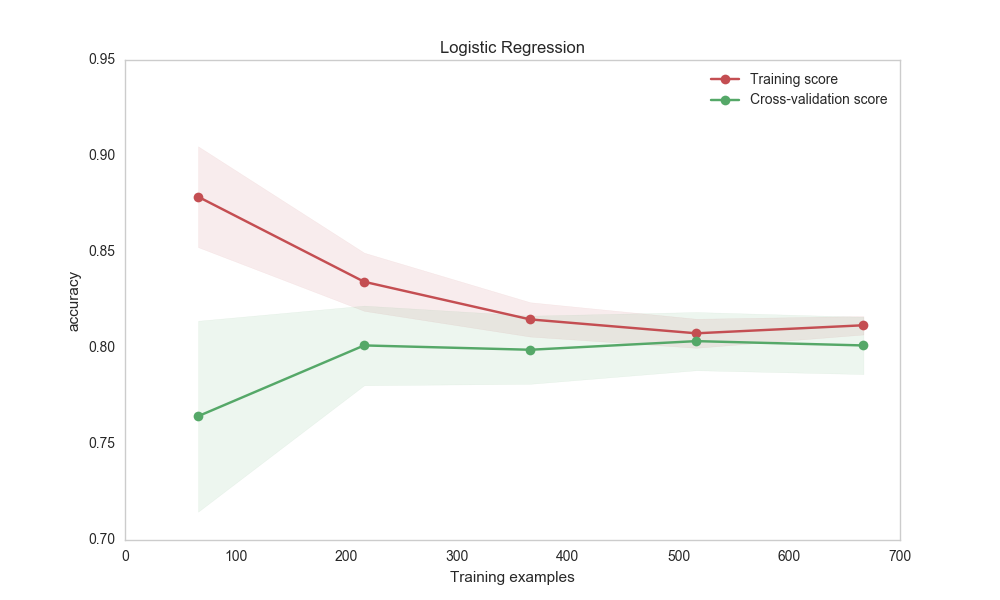 Logistic Regression
Training score
Cross-validation score
accuracy
0.95
0.90
0.85
0.80
0.75
0.70
0 100 200 300 400 500 600 700
Training examples